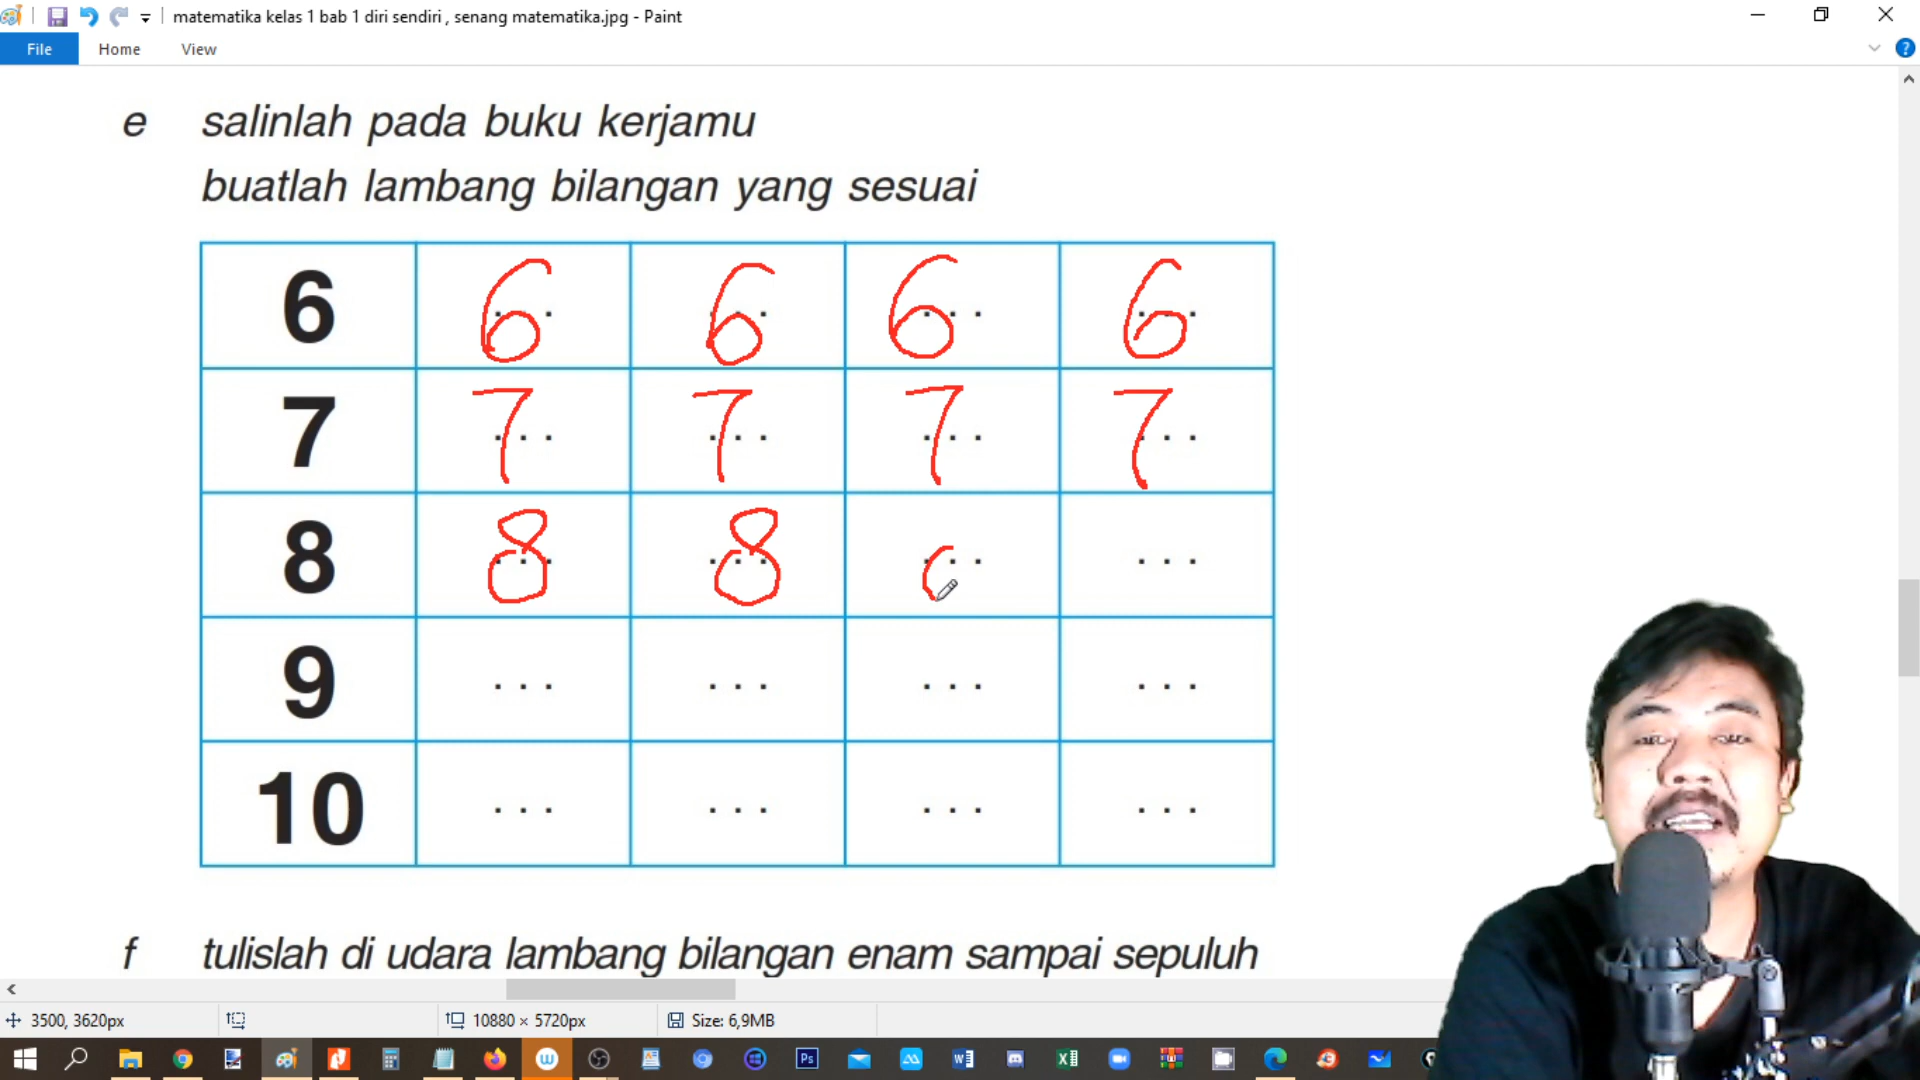 matematika kelas 1 bab 1 diri sendiri , senang matematika.jpg - Paint
File Home View
e salinlah pada buku kerjamu
buatlah lambang bilangan yang sesuai
6 6 6 6 6
7 7 7 7 7
8 8 8 ... ...
9 ... ... ... ...
10 ... ... ... ...
f tulislah di udara lambang bilangan enam sampai sepuluh
3500, 3620px 10880 × 5720px Size: 6,9MB